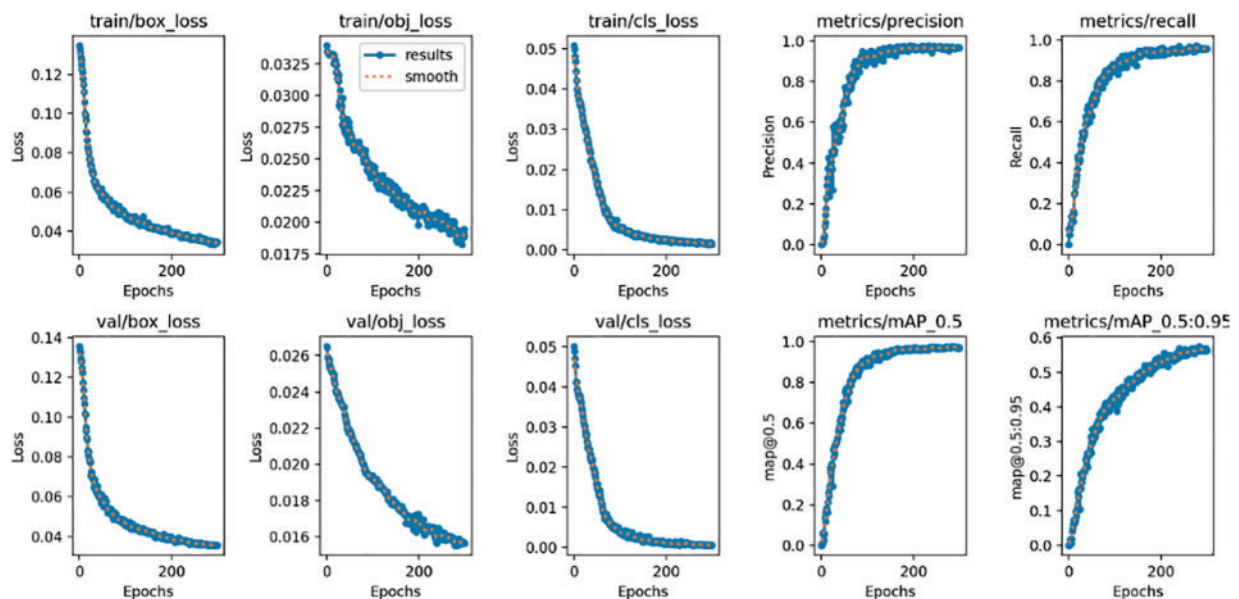 train/box_loss
train/obj_loss
train/cls_loss
metrics/precision
metrics/recall
0.12
0.10
0.08
0.06
0.04
Loss
0
200
Epochs
0.0325
0.0300
0.0275
0.0250
0.0225
0.0200
0.0175
Loss
results
smooth
0
200
Epochs
0.05
0.04
0.03
0.02
0.01
0.00
Loss
0
200
Epochs
1.0
0.8
0.6
0.4
0.2
0.0
Precision
0
200
Epochs
1.0
0.8
0.6
0.4
0.2
0.0
Recall
0
200
Epochs
val/box_loss
val/obj_loss
val/cls_loss
metrics/mAP_0.5
metrics/mAP_0.5:0.95
0.14
0.12
0.10
0.08
0.06
0.04
Loss
0
200
Epochs
0.026
0.024
0.022
0.020
0.018
0.016
Loss
0
200
Epochs
0.05
0.04
0.03
0.02
0.01
0.00
Loss
0
200
Epochs
1.0
0.8
0.6
0.4
0.2
0.0
map@0.5
0
200
Epochs
0.6
0.5
0.4
0.3
0.2
0.1
0.0
map@0.5:0.95
0
200
Epochs